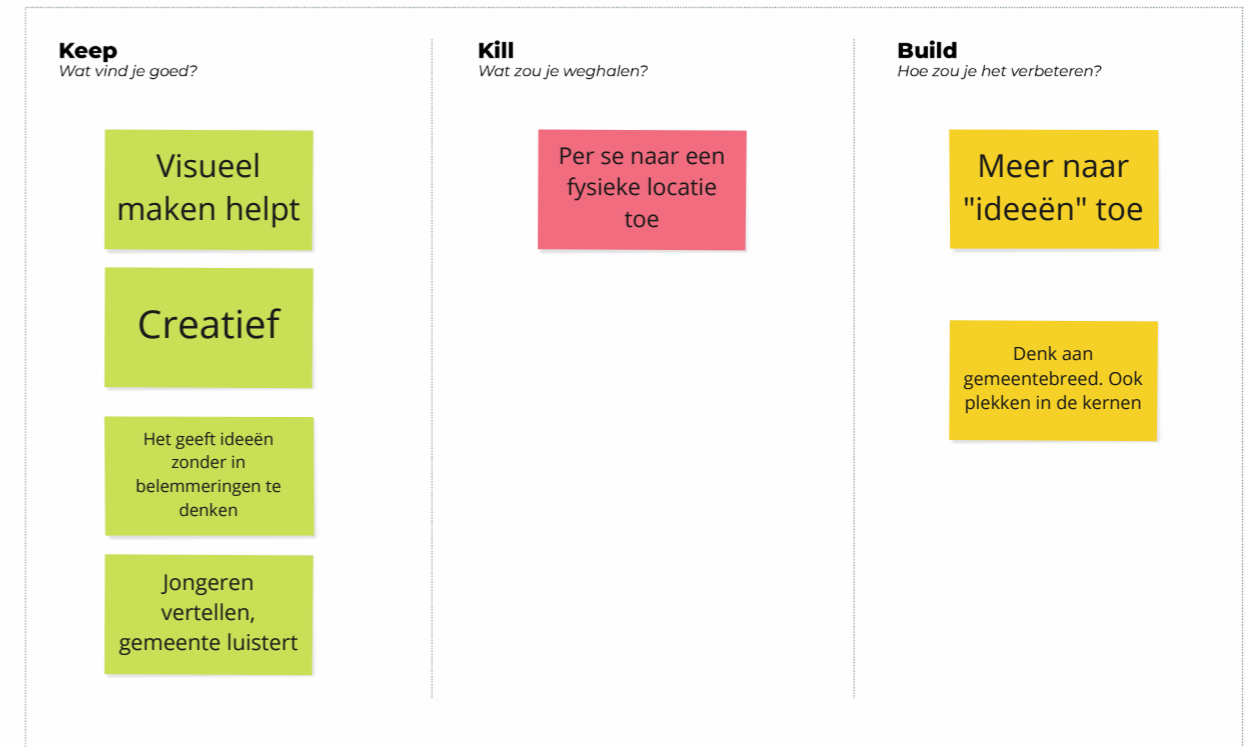 Keep
Wat vind je goed?
Visueel
maken helpt
Creatief
Het geeft ideeën
zonder in
belemmeringen te
denken
Jongeren
vertellen,
gemeente luistert
Kill
Wat zou je weghalen?
Per se naar een
fysieke locatie
toe
Build
Hoe zou je het verbeteren?
Meer naar
"ideeën" toe
Denk aan
gemeentebreed. Ook
plekken in de kernen